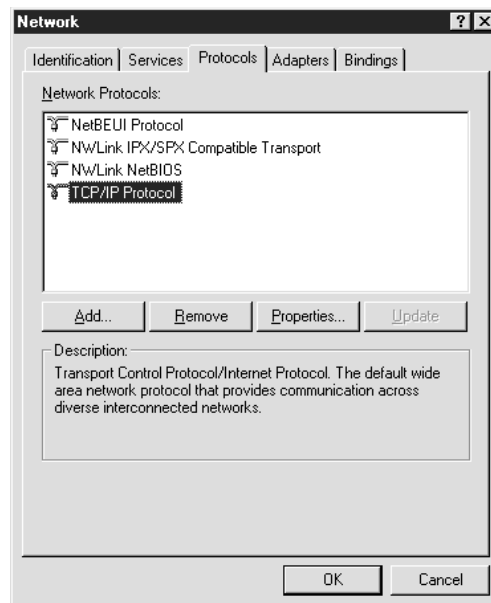 Network
Identification Services Protocols Adapters Bindings
Network Protocols:
NetBEUI Protocol
NWLink IPX/SPX Compatible Transport
NWLink NetBIOS
TCP/IP Protocol
Add... Remove Properties... Update
Description:
Transport Control Protocol/Internet Protocol. The default wide
area network protocol that provides communication across
diverse interconnected networks.
OK Cancel